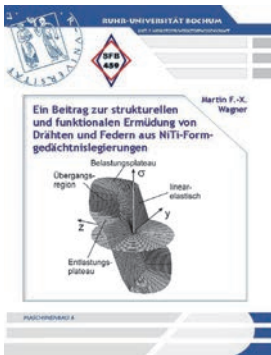 RUHR-UNIVERSITÄT BOCHUM
SFB
459
Martin F.-X.
Wagner
Ein Beitrag zur strukturellen
und funktionalen Ermüdung von
Drähten und Federn aus NiTi-Form-
gedächtnislegierungen
Belastungsplateau
Übergangs-
region
σ
linear-
elastisch
y
z
Entlastungs-
plateau
MASCHINENBAU